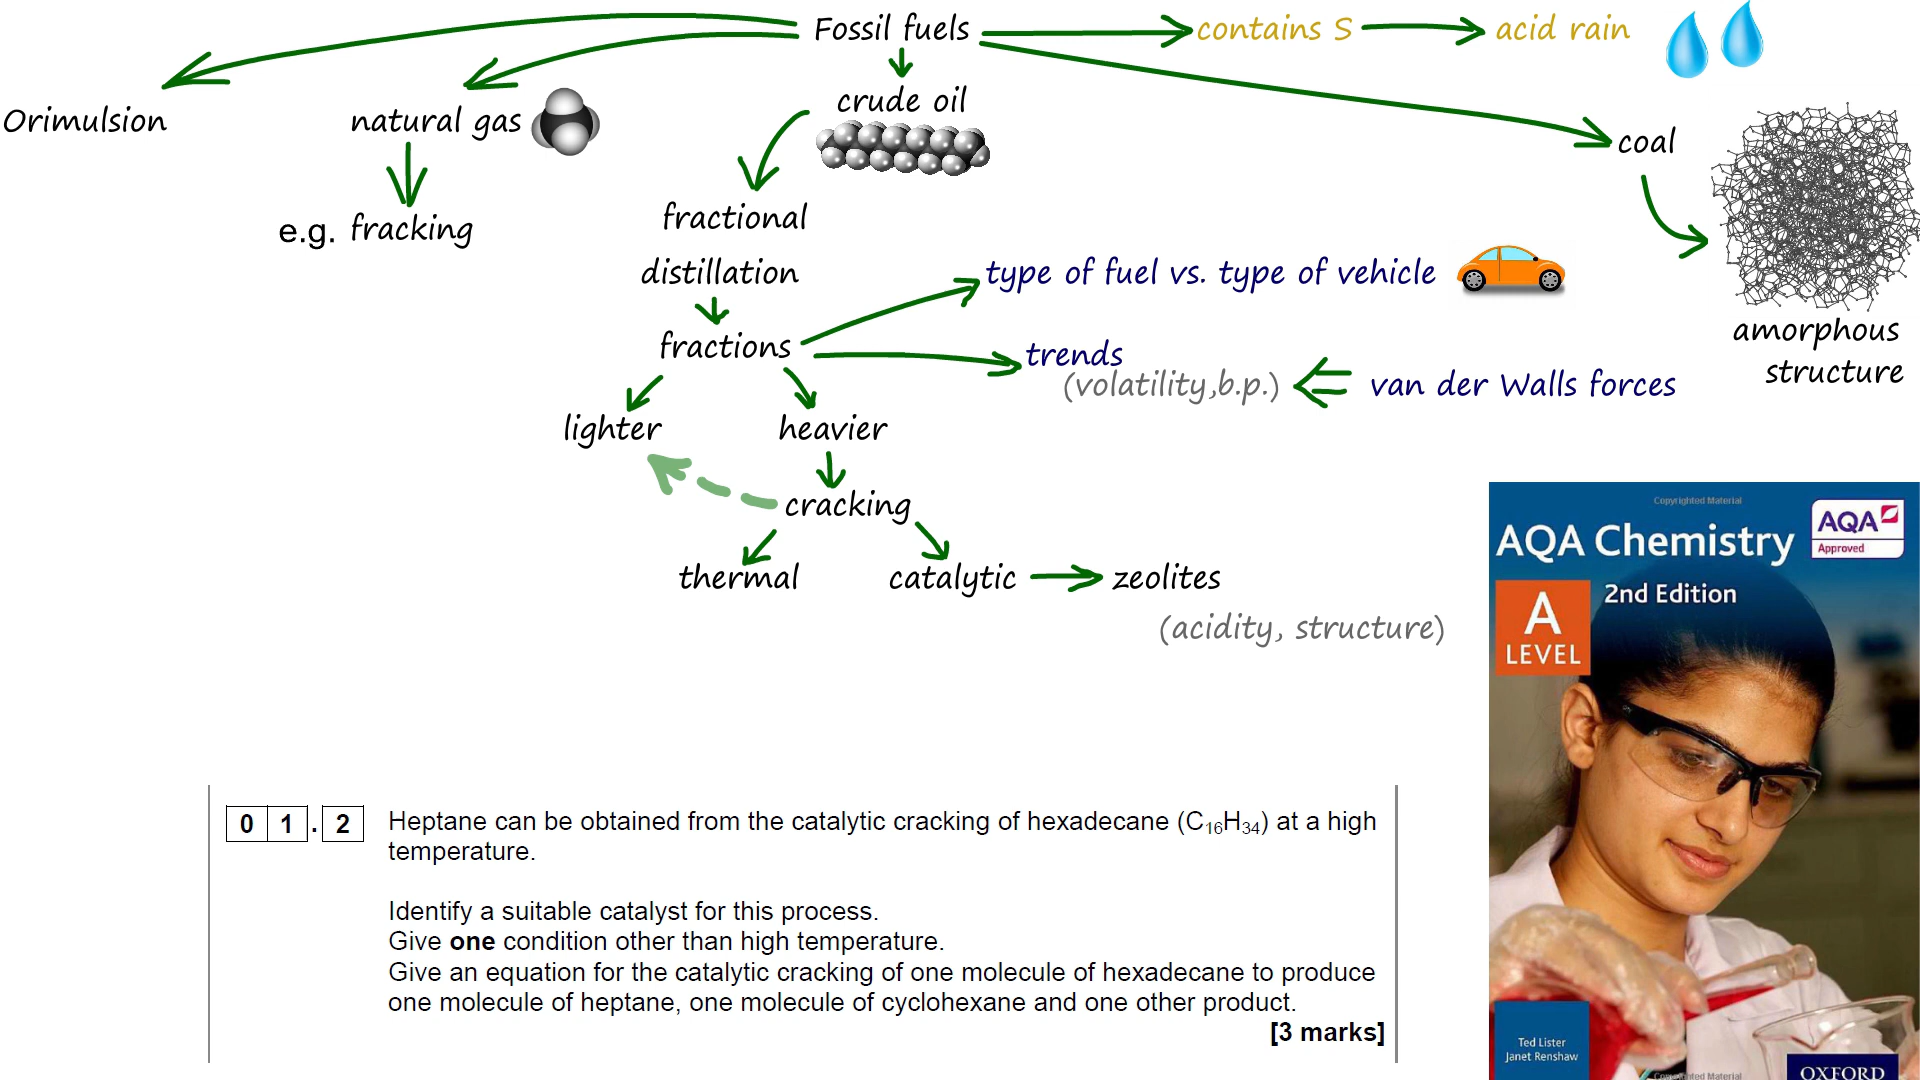 Fossil fuels
contains S
acid rain
Orimulsion
natural gas
crude oil
coal
e.g. fracking
fractional
distillation
type of fuel vs. type of vehicle
fractions
trends
(volatility,b.p.)
van der Walls forces
amorphous
structure
lighter
heavier
cracking
thermal
catalytic
zeolites
(acidity, structure)
Copyrighted Material
AQA Chemistry
AQA
Approved
2nd Edition
A
LEVEL
Ted Lister
Janet Renshaw
OXFORD
Copyrighted Material
0 1 . 2 Heptane can be obtained from the catalytic cracking of hexadecane (C₁₆H₃₄) at a high
temperature.
Identify a suitable catalyst for this process.
Give one condition other than high temperature.
Give an equation for the catalytic cracking of one molecule of hexadecane to produce
one molecule of heptane, one molecule of cyclohexane and one other product.
[3 marks]